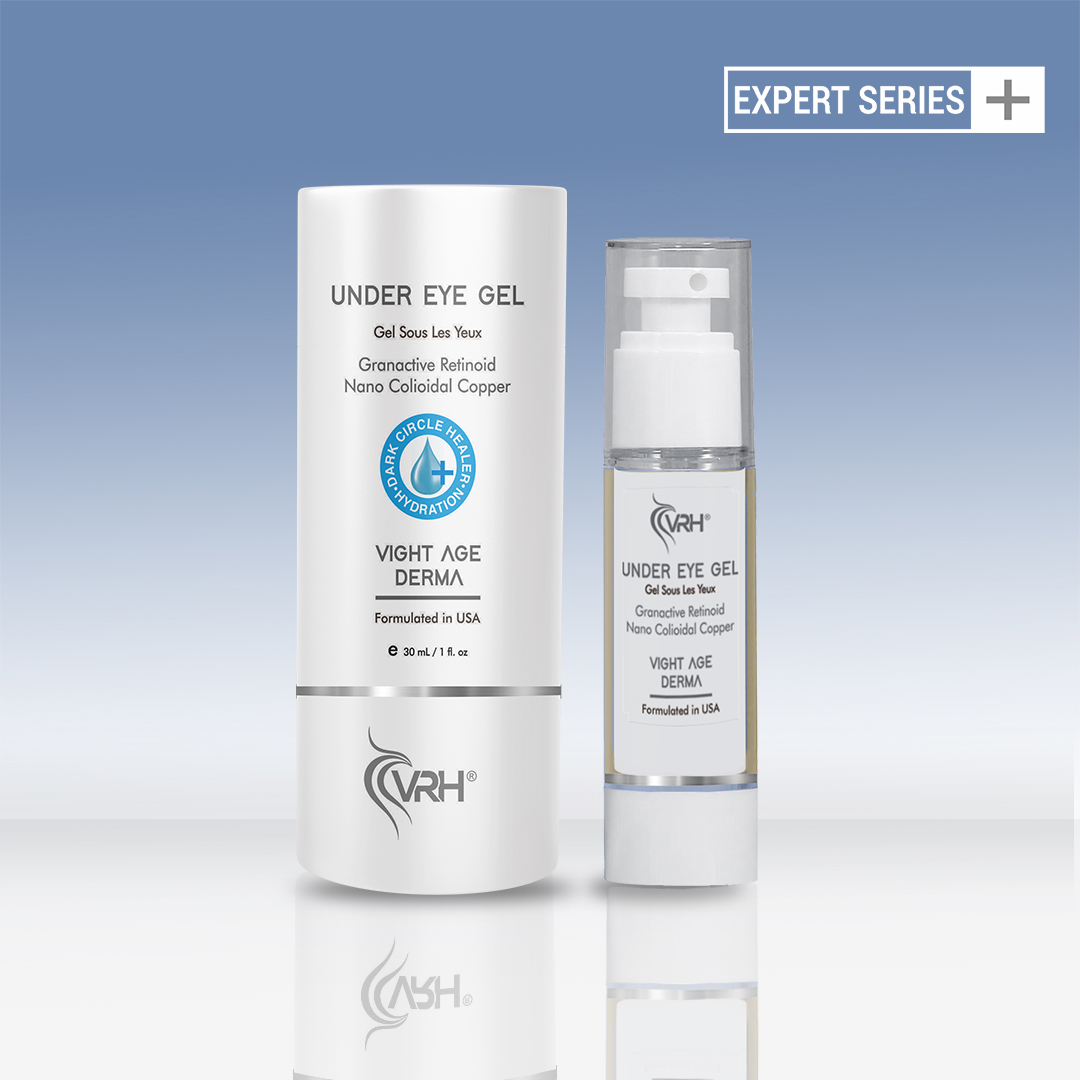 EXPERT SERIES +
UNDER EYE GEL
Gel Sous Les Yeux
Granactive Retinoid
Nano Colioidal Copper
DARK CIRCLE HEALER • HYDRATION •
VIGHT AGE
DERMA
Formulated in USA
e 30 mL / 1 fl. oz
VRH®
VRH®
UNDER EYE GEL
Gel Sous Les Yeux
Granactive Retinoid
Nano Colioidal Copper
VIGHT AGE
DERMA
Formulated in USA
VRH®